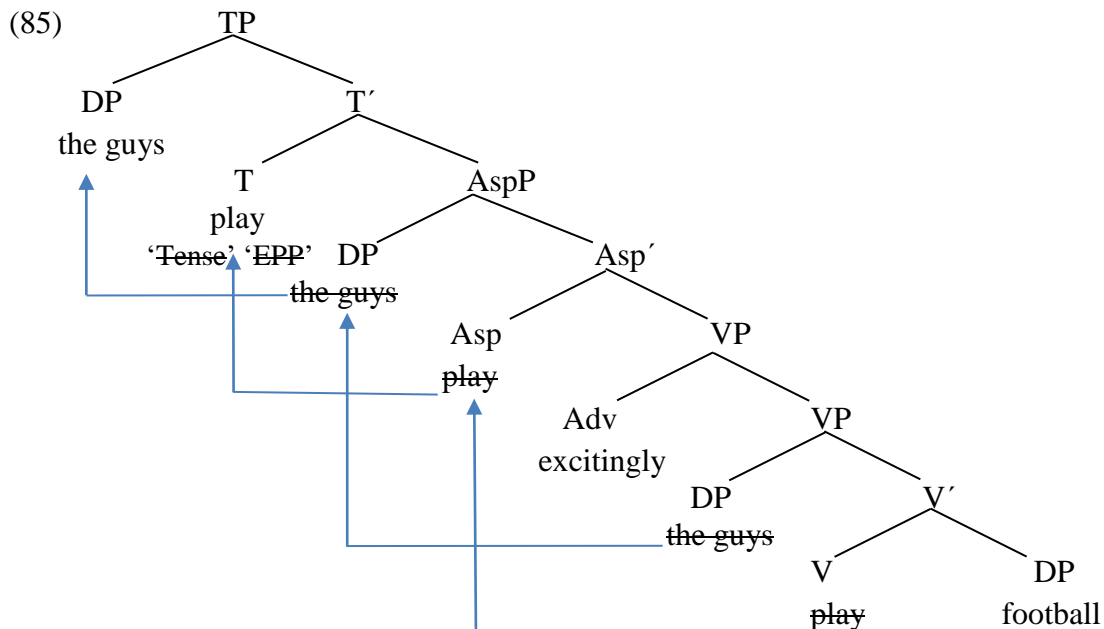 (85) TP
DP T´
the guys
T AspP
play
‘Tense’ ‘EPP’ DP Asp´
the guys
Asp VP
play
Adv VP
excitingly
DP V´
the guys
V DP
play football